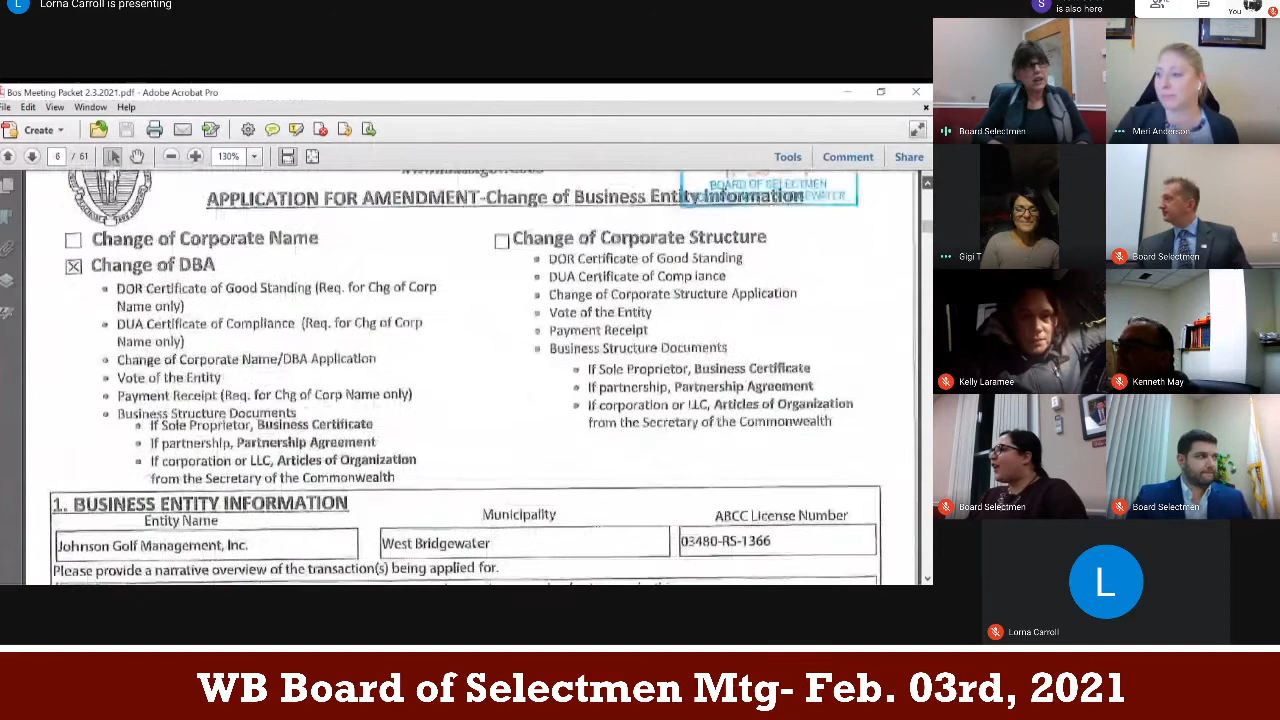 L Lorna Carroll is presenting
S
is also here
You
Bos Meeting Packet 2.3.2021.pdf - Adobe Acrobat Pro
File Edit View Window Help
Create
6 / 61
130%
Tools Comment Share
BOARD OF SELECTMEN
APPLICATION FOR AMENDMENT-Change of Business Entity Information
Change of Corporate Name
Change of DBA
DOR Certificate of Good Standing (Req. for Chg of Corp
Name only)
DUA Certificate of Compliance (Req. for Chg of Corp
Name only)
Change of Corporate Name/DBA Application
Vote of the Entity
Payment Receipt (Req. for Chg of Corp Name only)
Business Structure Documents
If Sole Proprietor, Business Certificate
If partnership, Partnership Agreement
If corporation or LLC, Articles of Organization
from the Secretary of the Commonwealth
Change of Corporate Structure
DOR Certificate of Good Standing
DUA Certificate of Compliance
Change of Corporate Structure Application
Vote of the Entity
Payment Receipt
Business Structure Documents
If Sole Proprietor, Business Certificate
If partnership, Partnership Agreement
If corporation or LLC, Articles of Organization
from the Secretary of the Commonwealth
1. BUSINESS ENTITY INFORMATION
Entity Name Municipality ABCC License Number
Johnson Golf Management, Inc. West Bridgewater 03480-RS-1366
Please provide a narrative overview of the transaction(s) being applied for.
Board Selectmen
Meri Anderson
Gigi T
Board Selectmen
Kelly Laramee
Kenneth May
Board Selectmen
Board Selectmen
L
Lorna Carroll
WB Board of Selectmen Mtg- Feb. 03rd, 2021